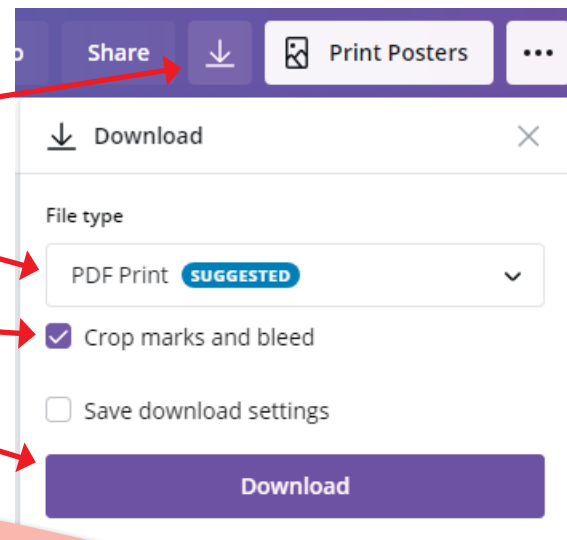 o Share Print Posters
Download
File type
PDF Print SUGGESTED
Crop marks and bleed
Save download settings
Download